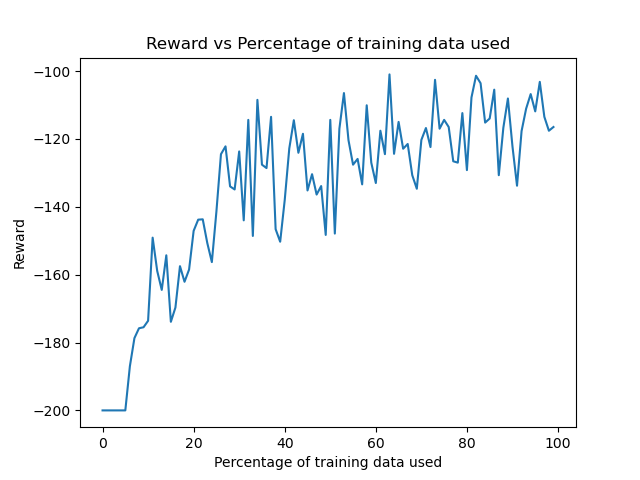 Reward vs Percentage of training data used
−100
−120
−140
−160
−180
−200
Reward
0 20 40 60 80 100
Percentage of training data used